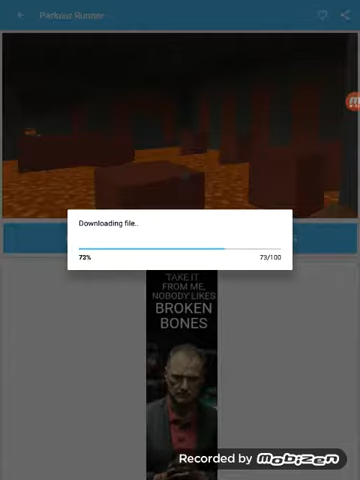 Parkour Runner
Downloading file..
73%
73/100
TAKE IT
FROM ME,
NOBODY LIKES
BROKEN
BONES
Recorded by mobizen